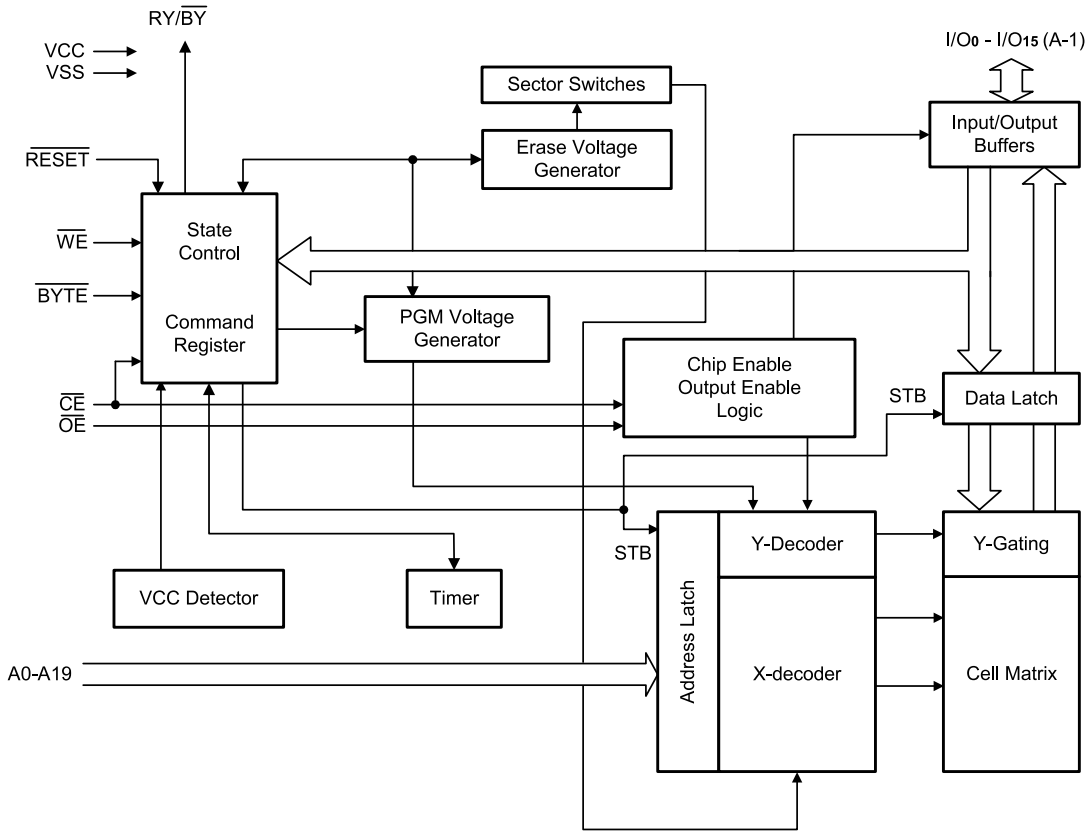 RY/BY
I/O0 - I/O15 (A-1)
VCC
VSS
Sector Switches
Input/Output
Buffers
Erase Voltage
Generator
RESET
State
Control
WE
BYTE
Command
Register
PGM Voltage
Generator
Chip Enable
Output Enable
Logic
CE
OE
STB
Data Latch
STB
Y-Decoder
Y-Gating
VCC Detector
Timer
Address Latch
A0-A19
X-decoder
Cell Matrix